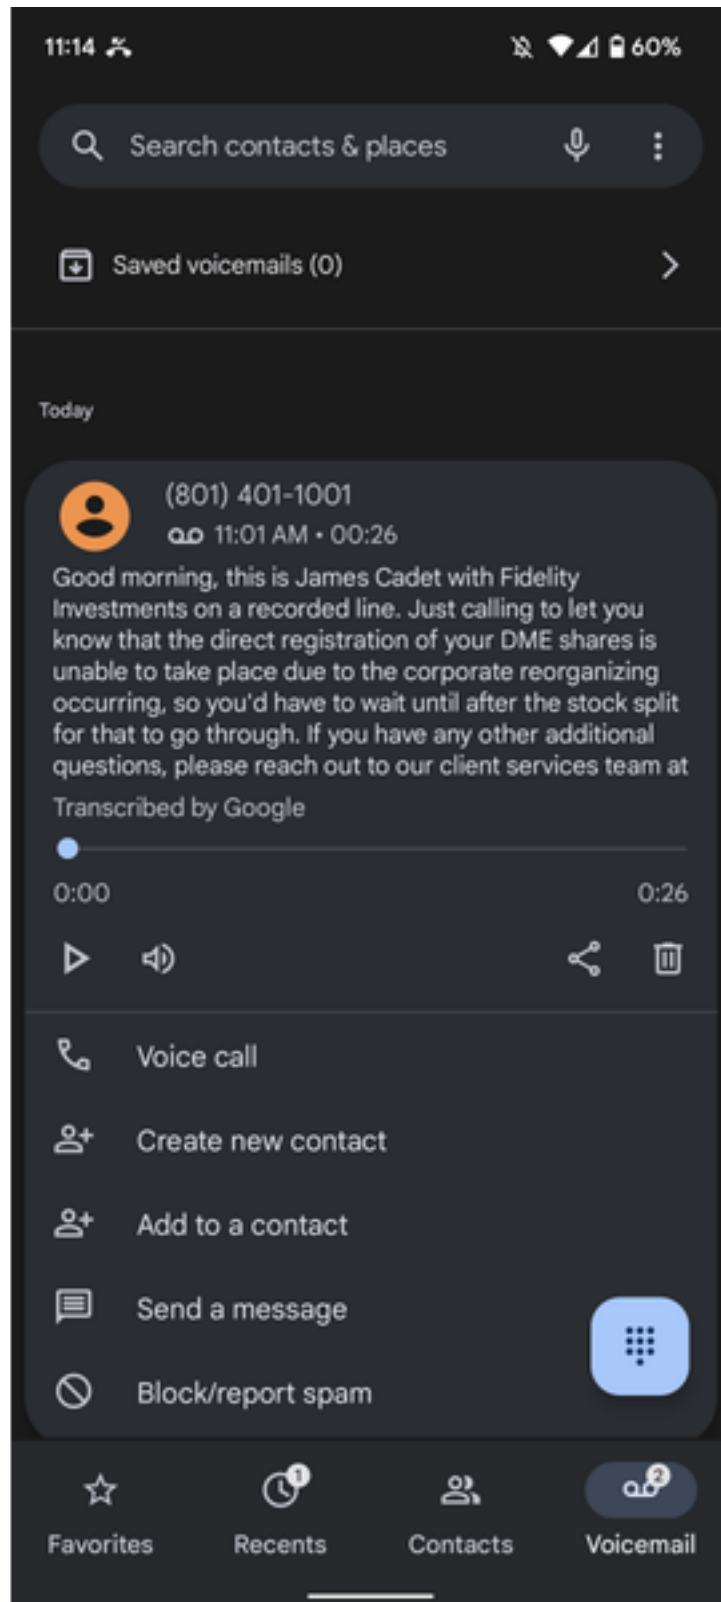 11:14
60%
Search contacts & places
Saved voicemails (0)
Today
(801) 401-1001
11:01 AM • 00:26
Good morning, this is James Cadet with Fidelity
Investments on a recorded line. Just calling to let you
know that the direct registration of your DME shares is
unable to take place due to the corporate reorganizing
occurring, so you'd have to wait until after the stock split
for that to go through. If you have any other additional
questions, please reach out to our client services team at
Transcribed by Google
0:00
0:26
Voice call
Create new contact
Add to a contact
Send a message
Block/report spam
1
2
Favorites
Recents
Contacts
Voicemail